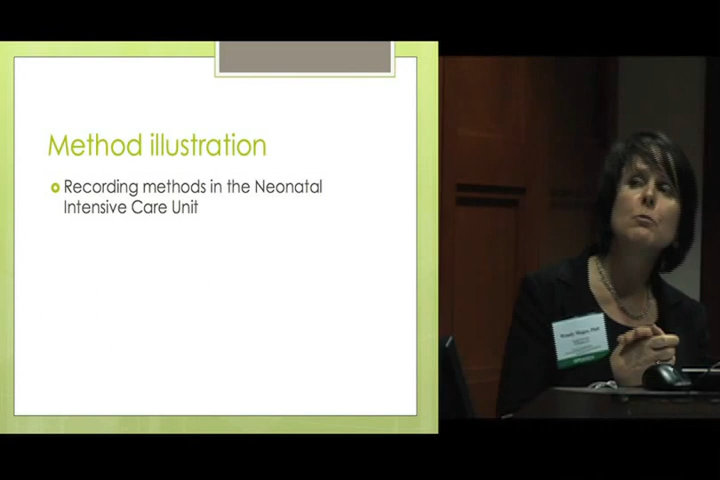 Method illustration
Recording methods in the Neonatal
Intensive Care Unit